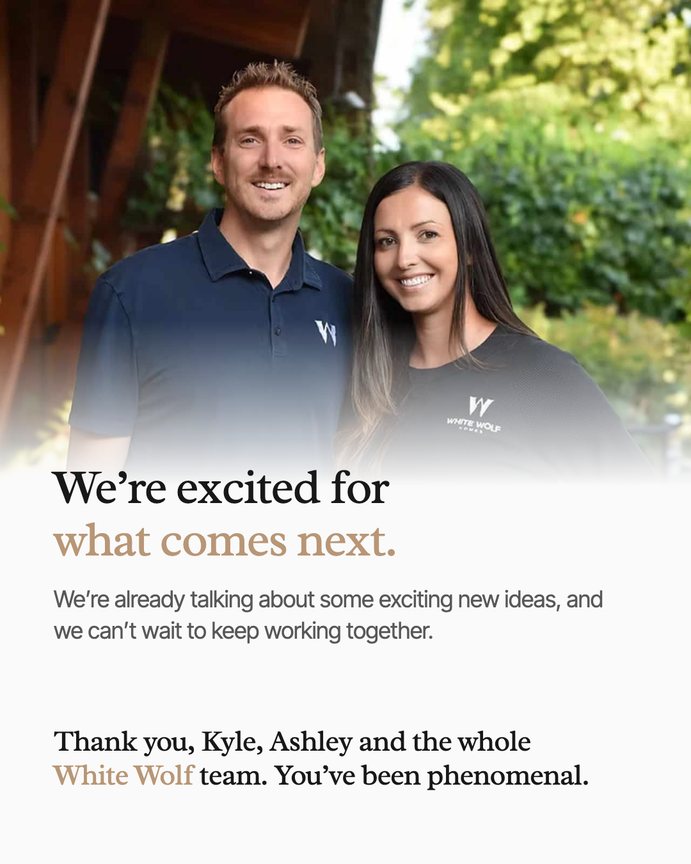 W
W
WHITE WOLF
HOMES
We’re excited for
what comes next.
We’re already talking about some exciting new ideas, and
we can’t wait to keep working together.
Thank you, Kyle, Ashley and the whole
White Wolf team. You’ve been phenomenal.